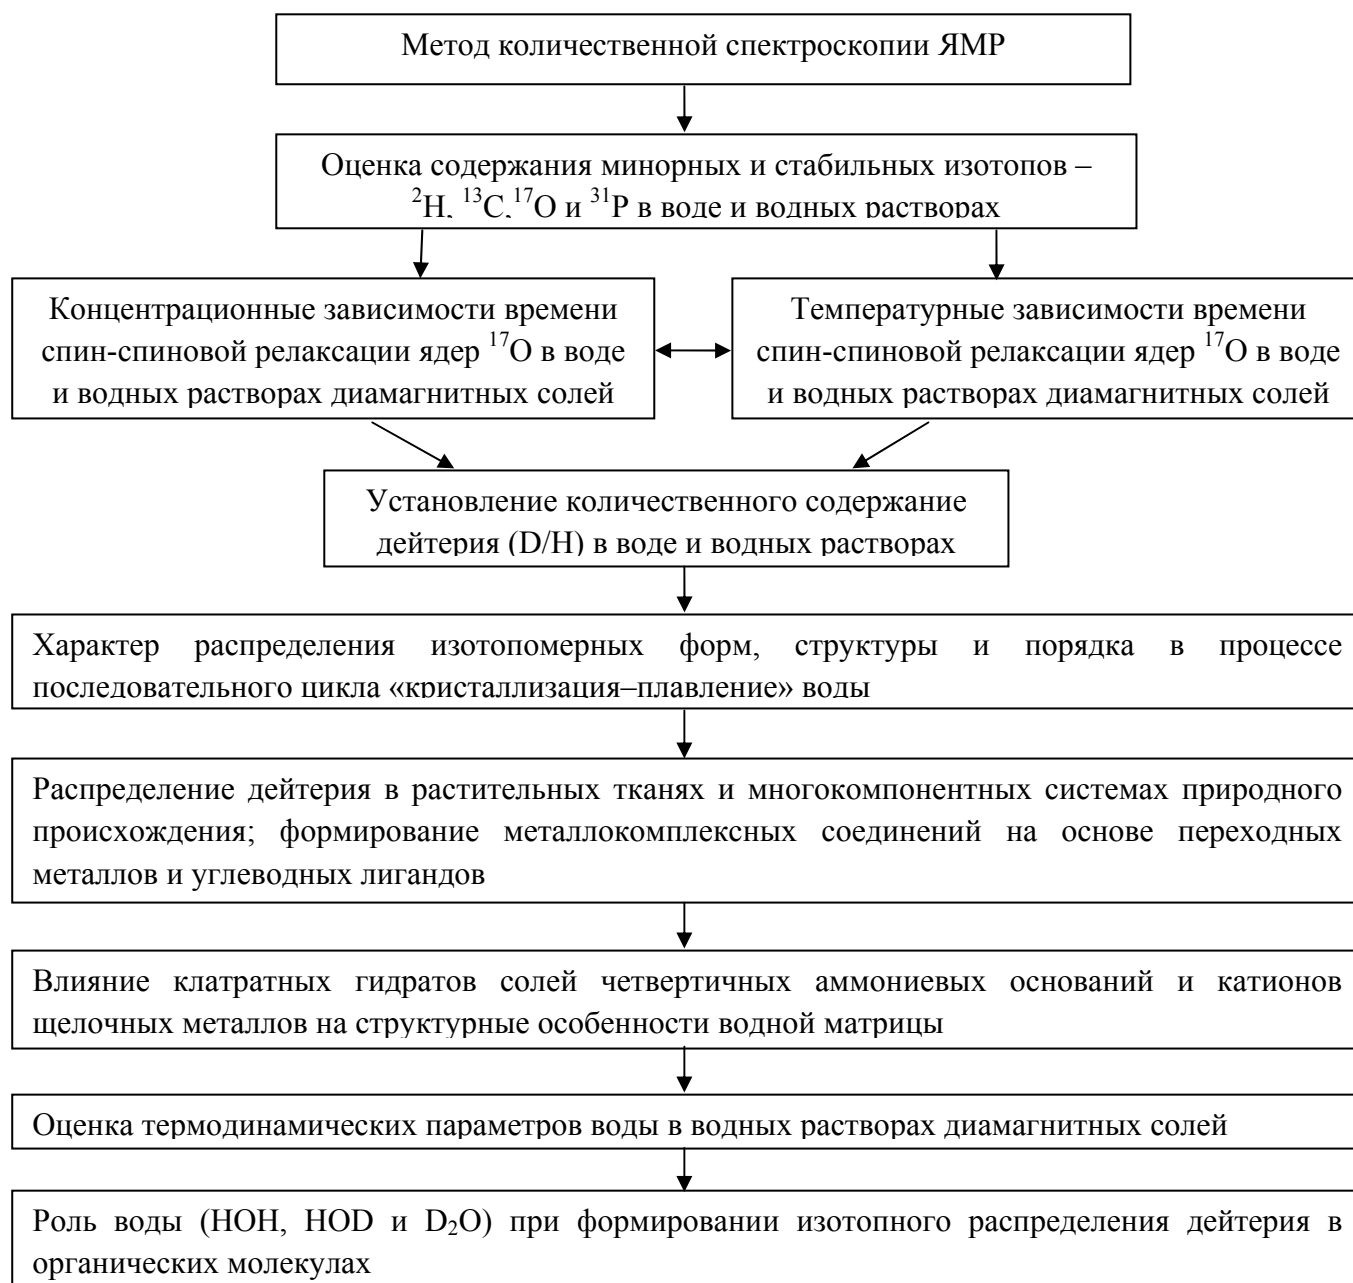 Метод количественной спектроскопии ЯМР
Оценка содержания минорных и стабильных изотопов –
²H, ¹³C,¹⁷O и ³¹P в воде и водных растворах
Концентрационные зависимости времени
спин-спиновой релаксации ядер ¹⁷O в воде
и водных растворах диамагнитных солей
Температурные зависимости времени
спин-спиновой релаксации ядер ¹⁷O в воде
и водных растворах диамагнитных солей
Установление количественного содержание
дейтерия (D/H) в воде и водных растворах
Характер распределения изотопомерных форм, структуры и порядка в процессе
последовательного цикла «кристаллизация–плавление» воды
Распределение дейтерия в растительных тканях и многокомпонентных системах природного
происхождения; формирование металлокомплексных соединений на основе переходных
металлов и углеводных лигандов
Влияние клатратных гидратов солей четвертичных аммониевых оснований и катионов
щелочных металлов на структурные особенности водной матрицы
Оценка термодинамических параметров воды в водных растворах диамагнитных солей
Роль воды (HOH, HOD и D₂O) при формировании изотопного распределения дейтерия в
органических молекулах